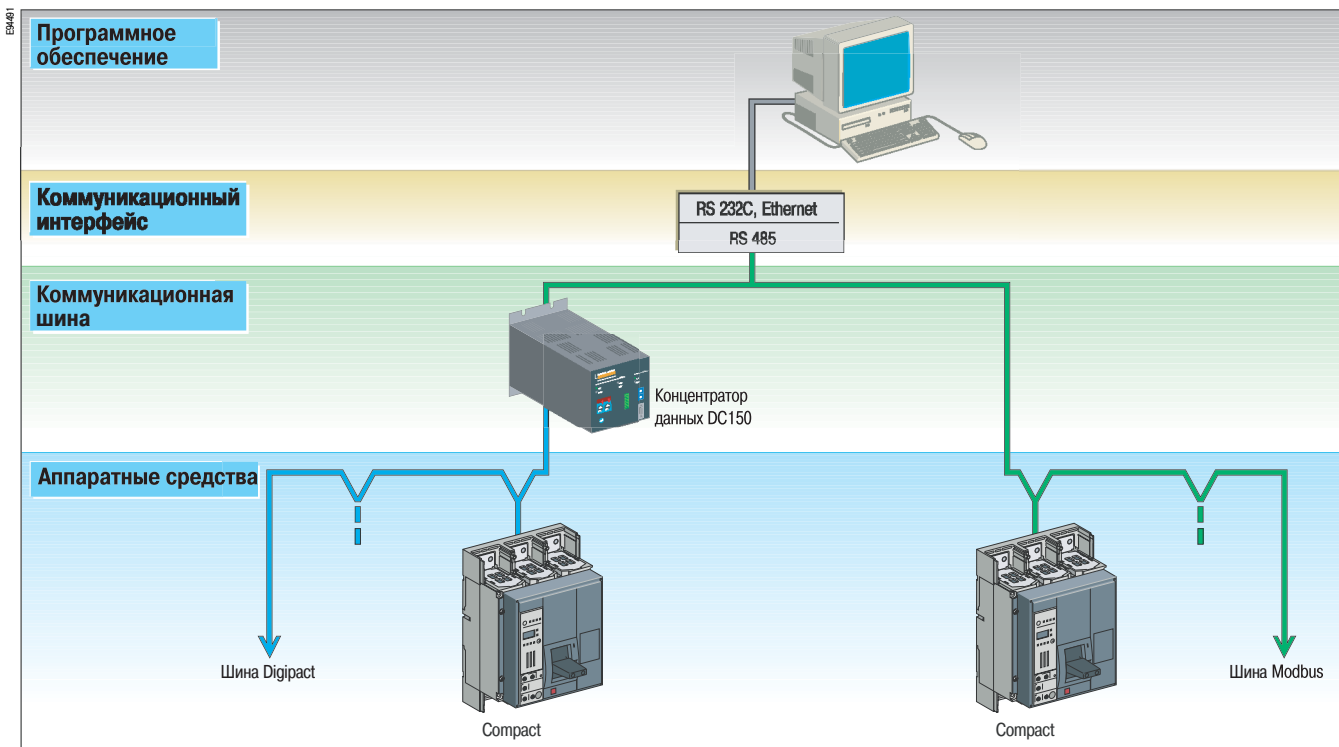 E94491
Программное
обеспечение
Коммуникационный
интерфейс
RS 232C, Ethernet
RS 485
Коммуникационная
шина
Концентратор
данных DC150
Аппаратные средства
Шина Digipact
Compact
Compact
Шина Modbus